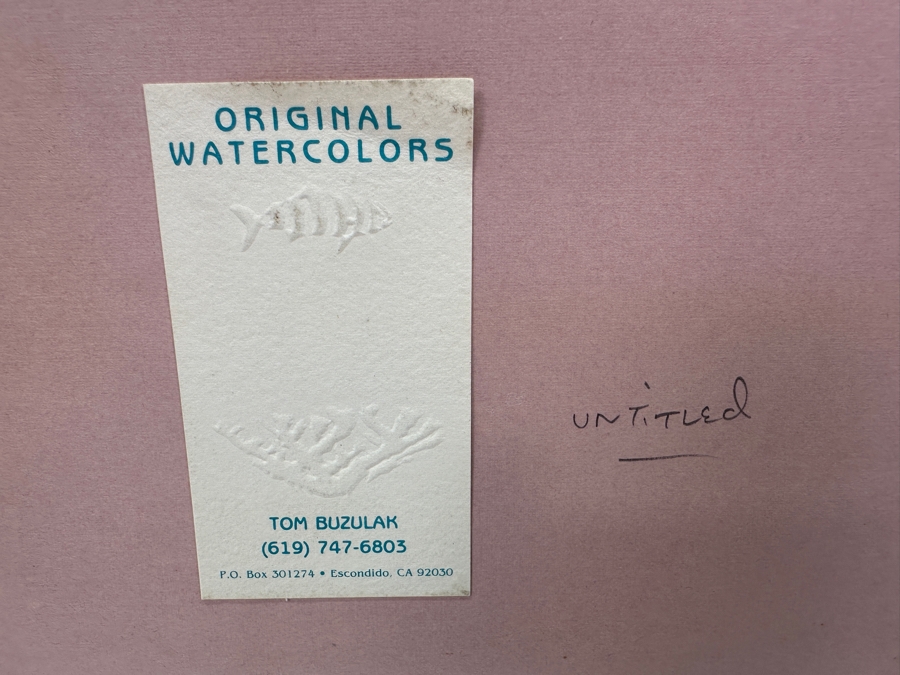 ORIGINAL
WATERCOLORS
TOM BUZULAK
(619) 747-6803
P.O. Box 301274 • Escondido, CA 92030
UNTiTLEd